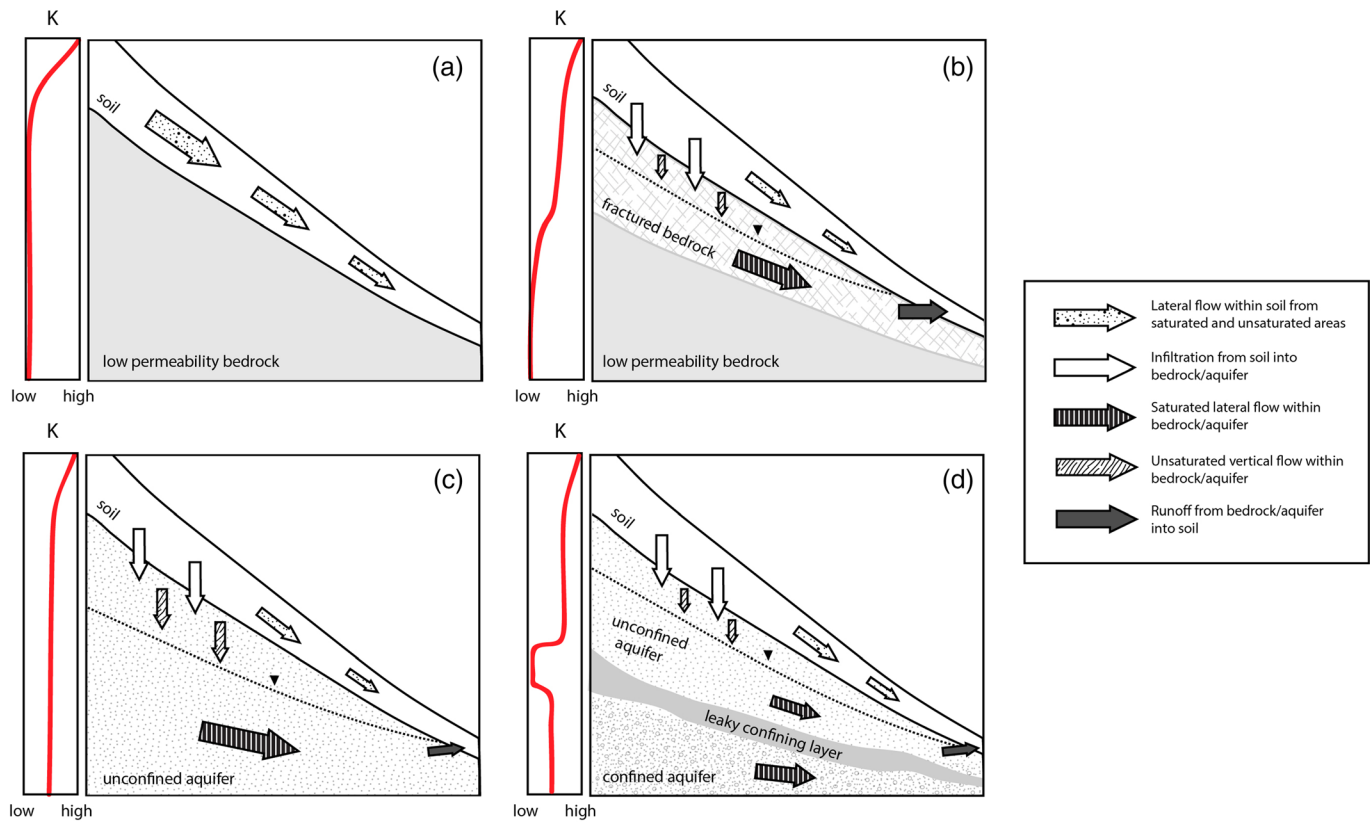 K
(a)
soil
low permeability bedrock
low
high
K
(b)
soil
fractured bedrock
low permeability bedrock
low
high
K
(c)
soil
unconfined aquifer
low
high
K
(d)
soil
unconfined
aquifer
leaky confining layer
confined aquifer
low
high
Lateral flow within soil from
saturated and unsaturated areas
Infiltration from soil into
bedrock/aquifer
Saturated lateral flow within
bedrock/aquifer
Unsaturated vertical flow within
bedrock/aquifer
Runoff from bedrock/aquifer
into soil